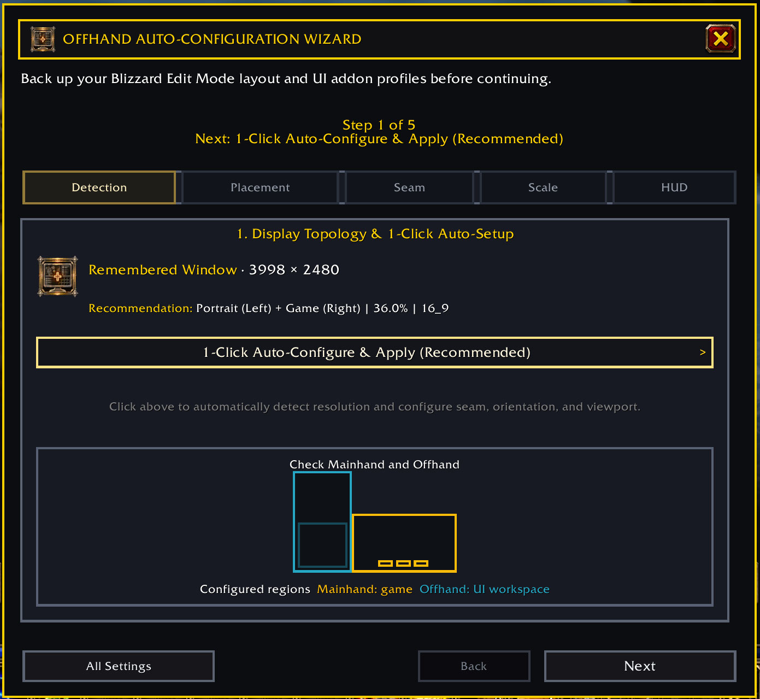 OFFHAND AUTO-CONFIGURATION WIZARD
Back up your Blizzard Edit Mode layout and UI addon profiles before continuing.
Step 1 of 5
Next: 1-Click Auto-Configure & Apply (Recommended)
Detection
Placement
Seam
Scale
HUD
1. Display Topology & 1-Click Auto-Setup
Remembered Window · 3998 × 2480
Recommendation: Portrait (Left) + Game (Right) | 36.0% | 16_9
1-Click Auto-Configure & Apply (Recommended) >
Click above to automatically detect resolution and configure seam, orientation, and viewport.
Check Mainhand and Offhand
Configured regions Mainhand: game Offhand: UI workspace
All Settings
Back
Next